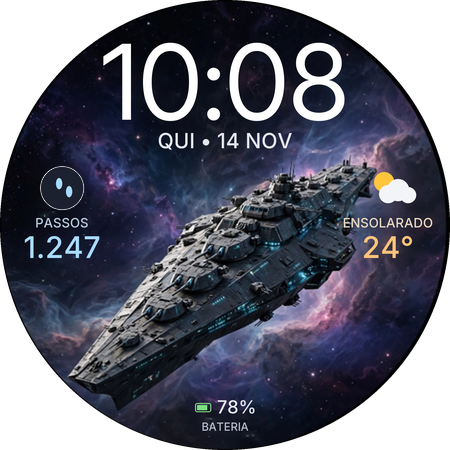 10:08
QUI • 14 NOV
PASSOS
1.247
ENSOLARADO
24°
78%
BATERIA